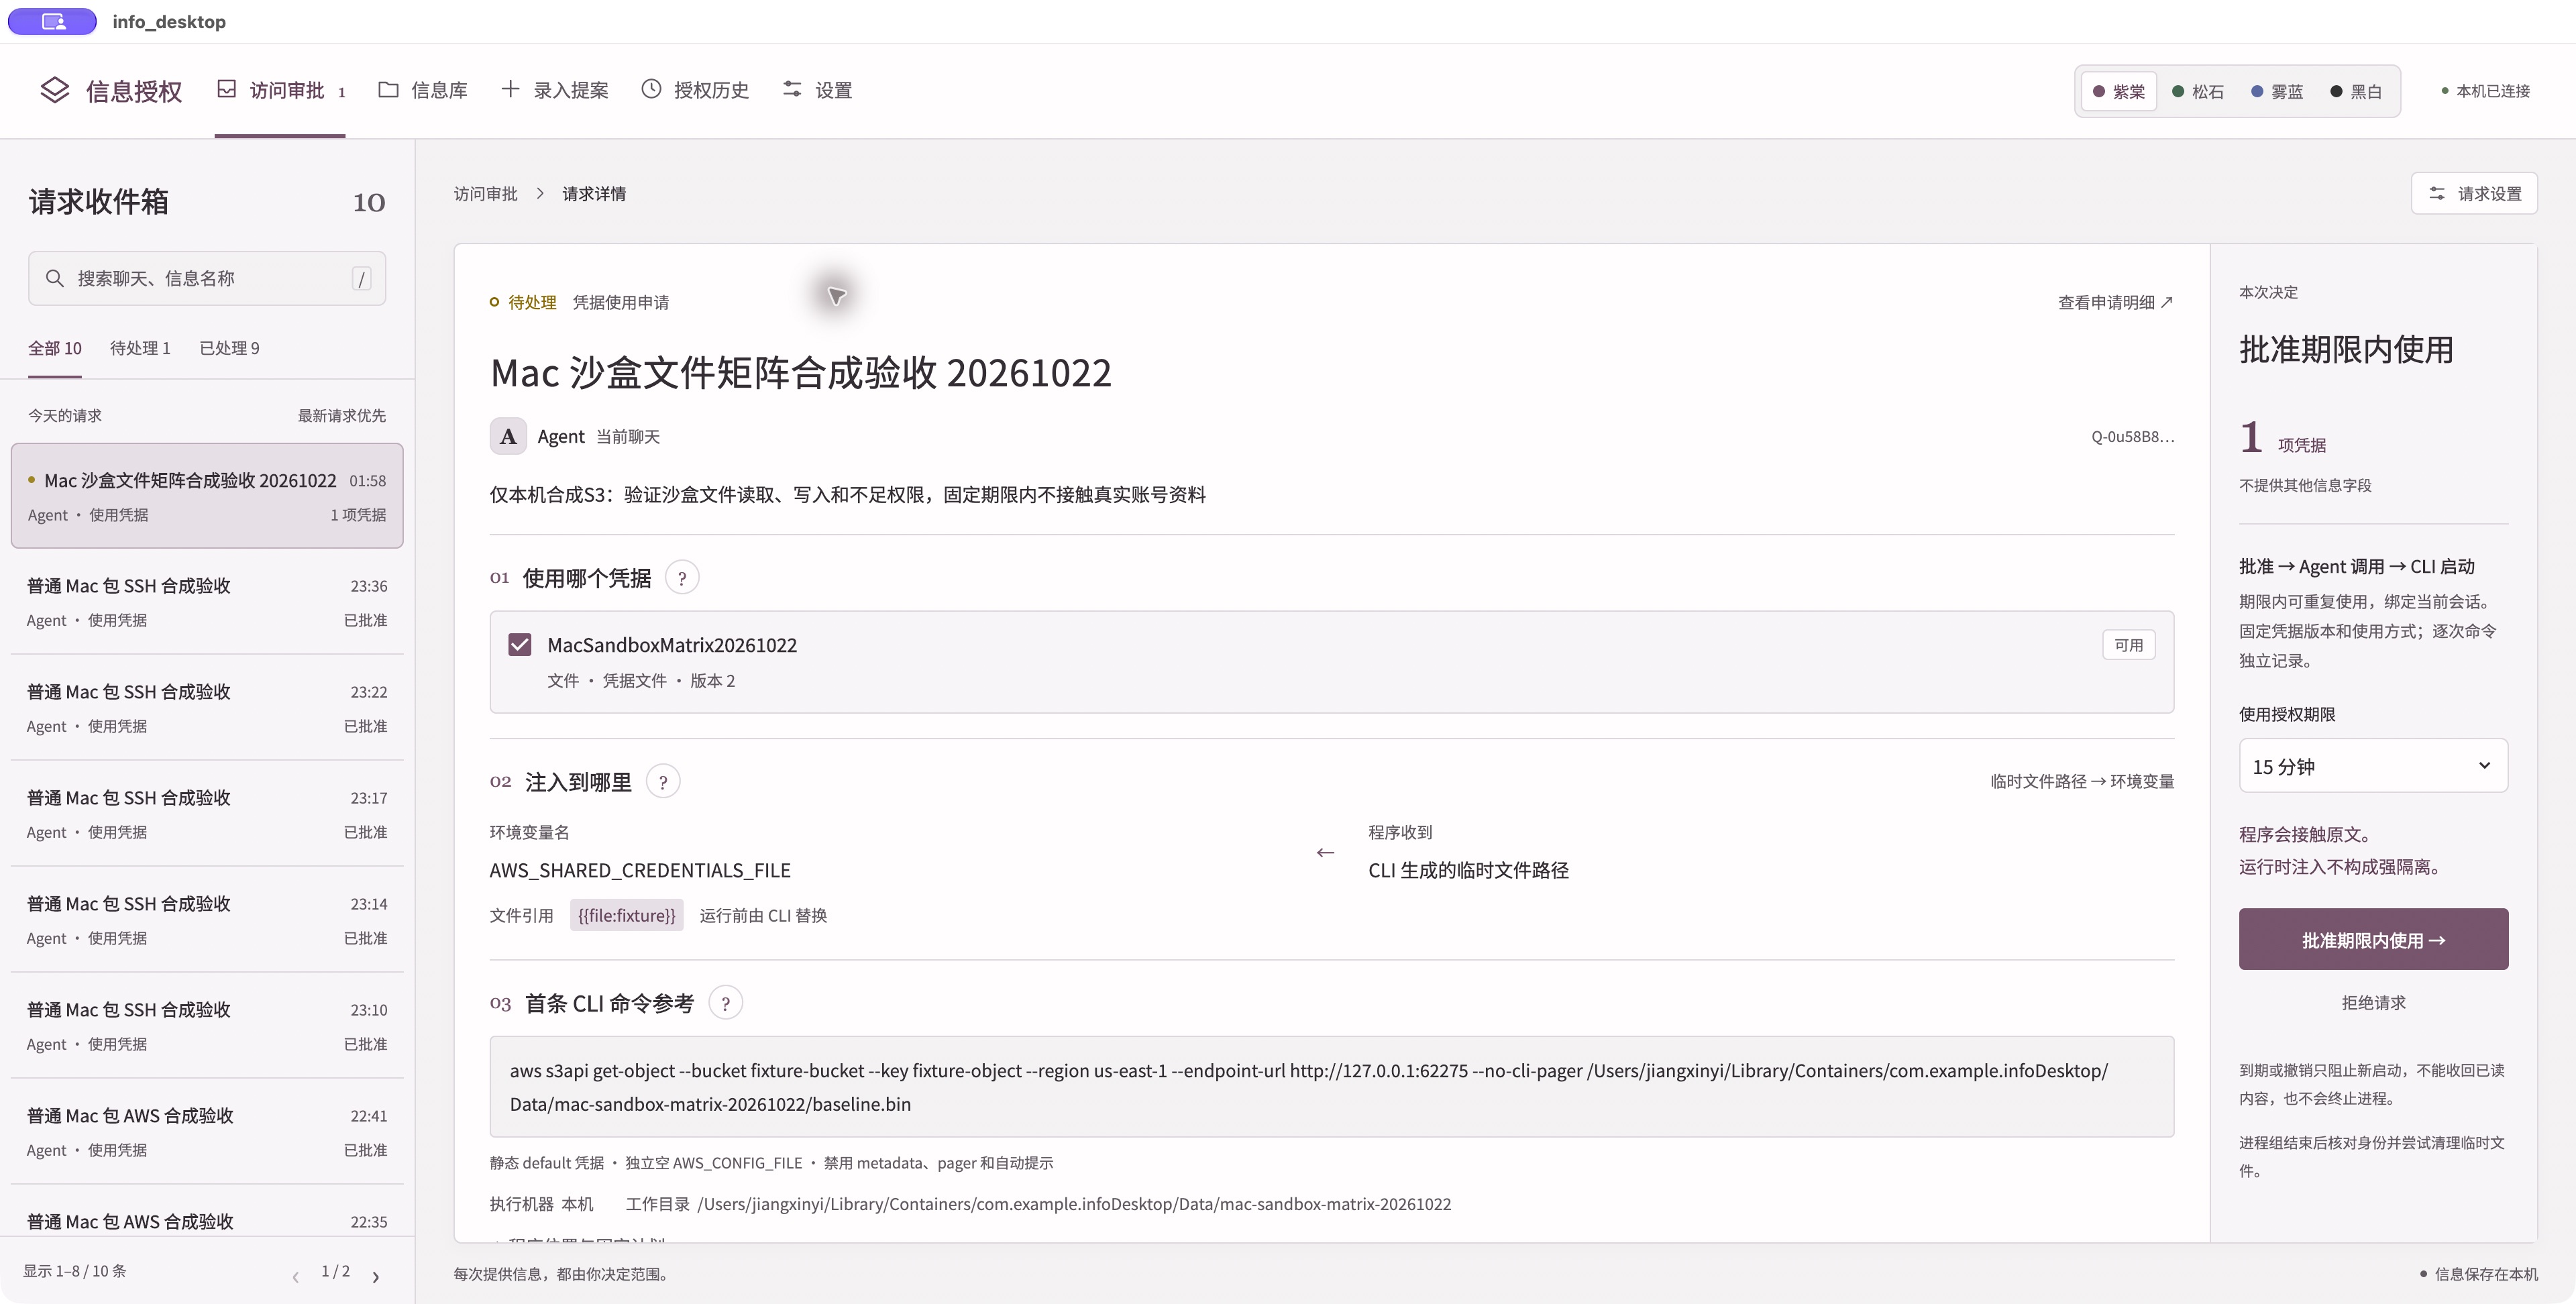 info_desktop
信息授权
访问审批 1
信息库
录入提案
授权历史
设置
紫棠
松石
雾蓝
黑白
本机已连接
请求收件箱 10
搜索聊天、信息名称 /
全部 10 待处理 1 已处理 9
今天的请求 最新请求优先
Mac 沙盒文件矩阵合成验收 20261022 01:58
Agent · 使用凭据 1 项凭据
普通 Mac 包 SSH 合成验收 23:36
Agent · 使用凭据 已批准
普通 Mac 包 SSH 合成验收 23:22
Agent · 使用凭据 已批准
普通 Mac 包 SSH 合成验收 23:17
Agent · 使用凭据 已批准
普通 Mac 包 SSH 合成验收 23:14
Agent · 使用凭据 已批准
普通 Mac 包 SSH 合成验收 23:10
Agent · 使用凭据 已批准
普通 Mac 包 AWS 合成验收 22:41
Agent · 使用凭据 已批准
普通 Mac 包 AWS 合成验收 22:35
显示 1–8 / 10 条 ‹ 1 / 2 ›
访问审批 > 请求详情
请求设置
待处理 凭据使用申请 查看申请明细 ↗
Mac 沙盒文件矩阵合成验收 20261022
A Agent 当前聊天 Q-0u58B8…
仅本机合成S3：验证沙盒文件读取、写入和不足权限，固定期限内不接触真实账号资料
01 使用哪个凭据 ?
MacSandboxMatrix20261022 可用
文件 · 凭据文件 · 版本 2
02 注入到哪里 ? 临时文件路径 → 环境变量
环境变量名 程序收到
AWS_SHARED_CREDENTIALS_FILE ← CLI 生成的临时文件路径
文件引用 {{file:fixture}} 运行前由 CLI 替换
03 首条 CLI 命令参考 ?
aws s3api get-object --bucket fixture-bucket --key fixture-object --region us-east-1 --endpoint-url http://127.0.0.1:62275 --no-cli-pager /Users/jiangxinyi/Library/Containers/com.example.infoDesktop/
Data/mac-sandbox-matrix-20261022/baseline.bin
静态 default 凭据 · 独立空 AWS_CONFIG_FILE · 禁用 metadata、pager 和自动提示
执行机器 本机 工作目录 /Users/jiangxinyi/Library/Containers/com.example.infoDesktop/Data/mac-sandbox-matrix-20261022
每次提供信息，都由你决定范围。
本次决定
批准期限内使用
1 项凭据
不提供其他信息字段
批准 → Agent 调用 → CLI 启动
期限内可重复使用，绑定当前会话。
固定凭据版本和使用方式；逐次命令
独立记录。
使用授权期限
15 分钟
程序会接触原文。
运行时注入不构成强隔离。
批准期限内使用 →
拒绝请求
到期或撤销只阻止新启动，不能收回已读
内容，也不会终止进程。
进程组结束后核对身份并尝试清理临时文
件。
信息保存在本机